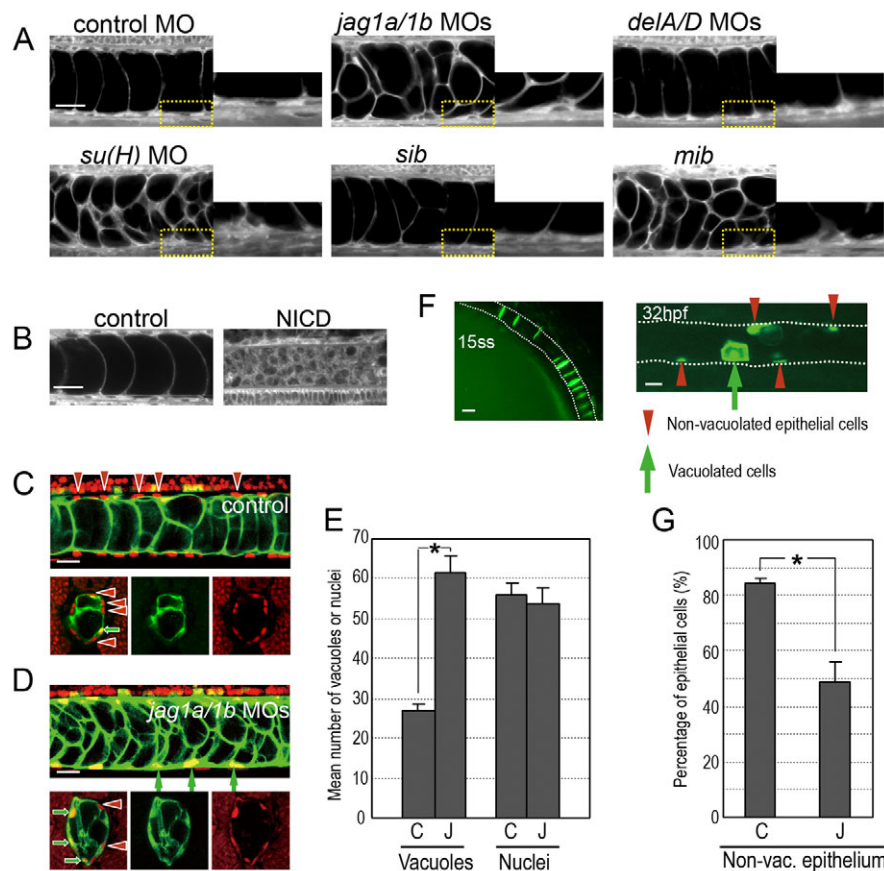 A
control MO
jag1a/1b MOs
delA/D MOs
su(H) MO
sib
mib
B
control
NICD
F
15ss
32hpf
Non-vacuolated epithelial cells
Vacuolated cells
C
control
D
jag1a/1b MOs
E
Mean number of vacuoles or nuclei
70
60
50
40
30
20
10
0
*
C J C J
Vacuoles Nuclei
G
Percentage of epithelial cells (%)
100
80
60
40
20
0
*
C J
Non-vac. epithelium